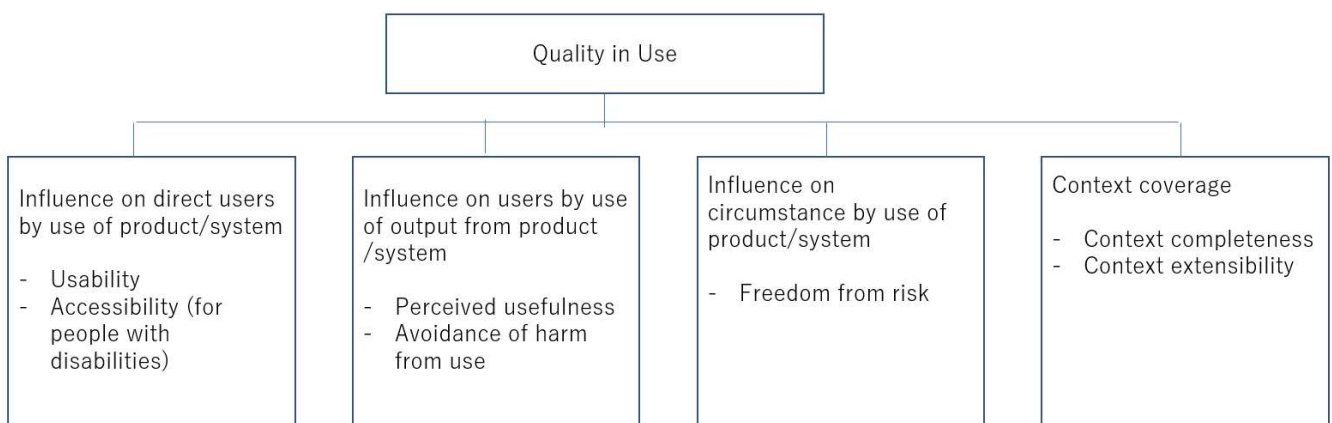 Quality in Use
Influence on direct users
by use of product/system
- Usability
- Accessibility (for
people with
disabilities)
Influence on users by use
of output from product
/system
- Perceived usefulness
- Avoidance of harm
from use
Influence on
circumstance by use of
product/system
- Freedom from risk
Context coverage
- Context completeness
- Context extensibility